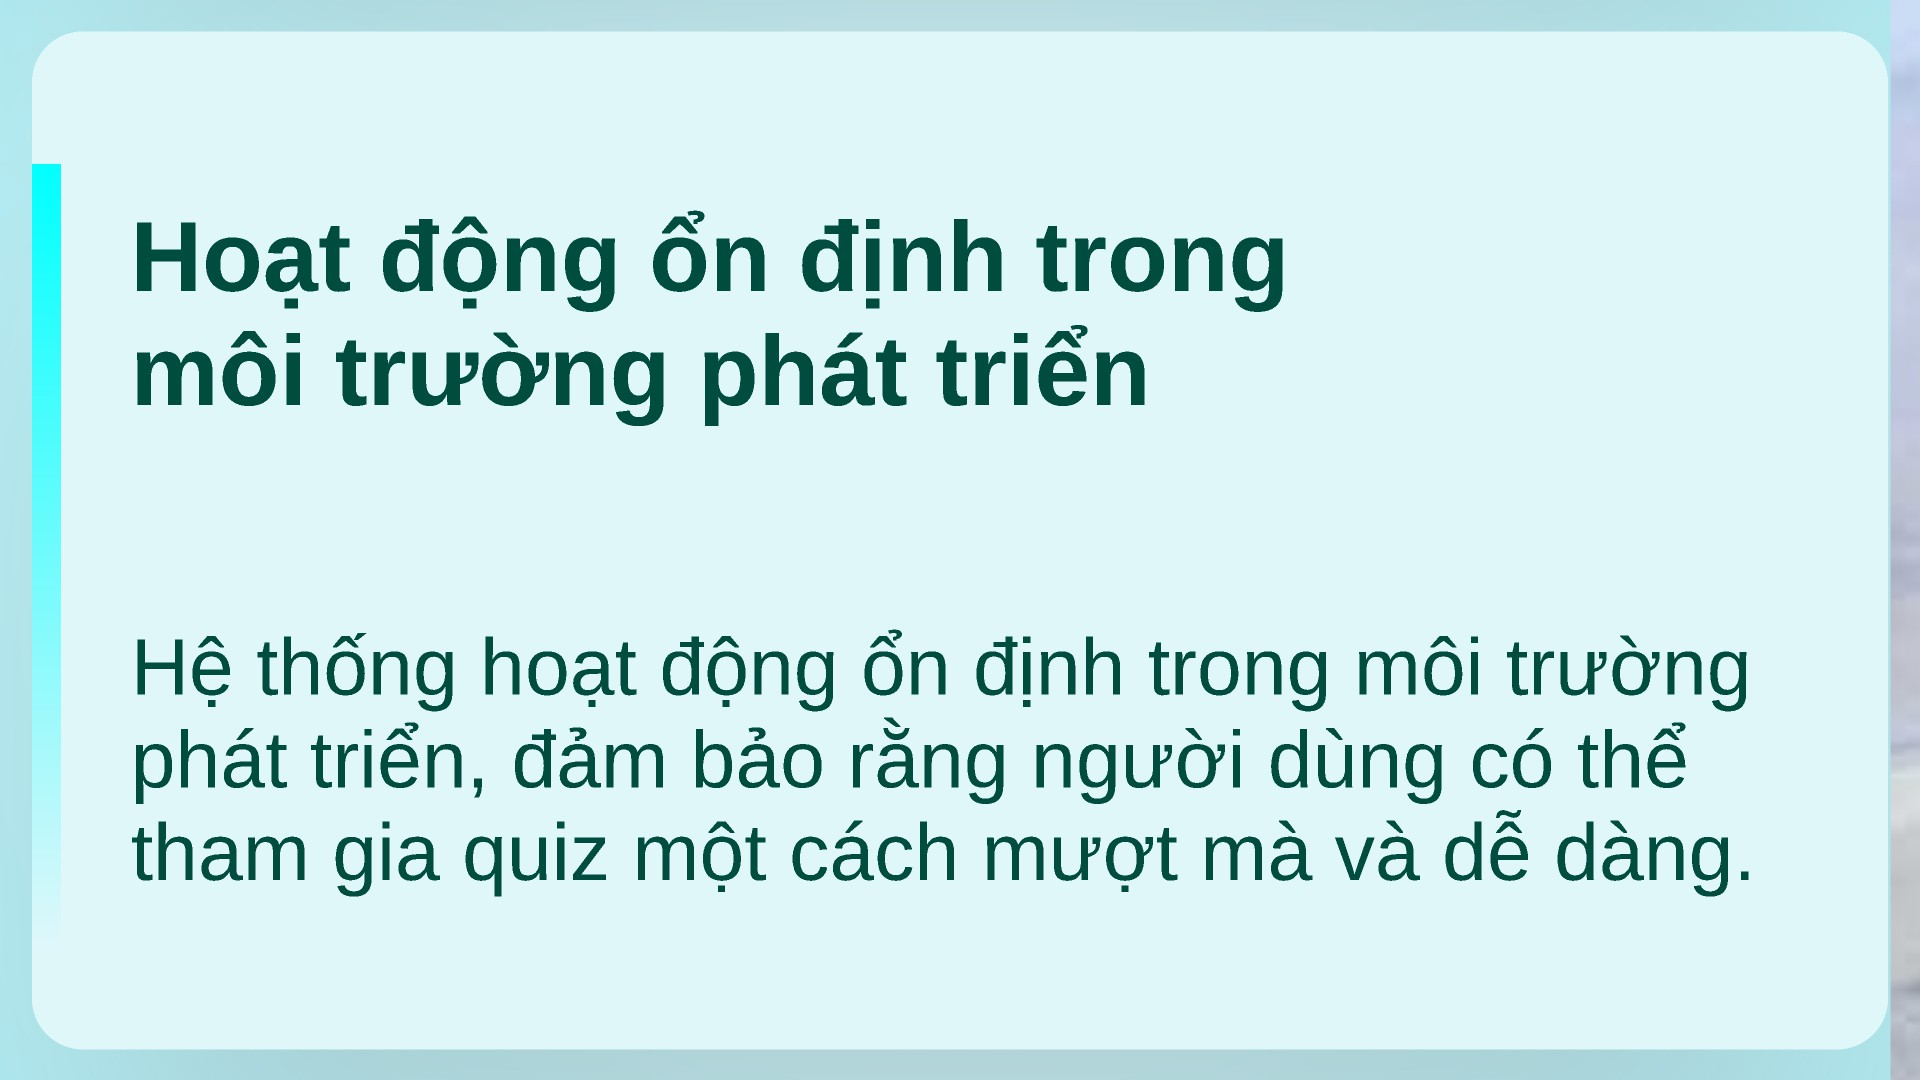 Hoạt động ổn định trong
môi trường phát triển
Hệ thống hoạt động ổn định trong môi trường
phát triển, đảm bảo rằng người dùng có thể
tham gia quiz một cách mượt mà và dễ dàng.